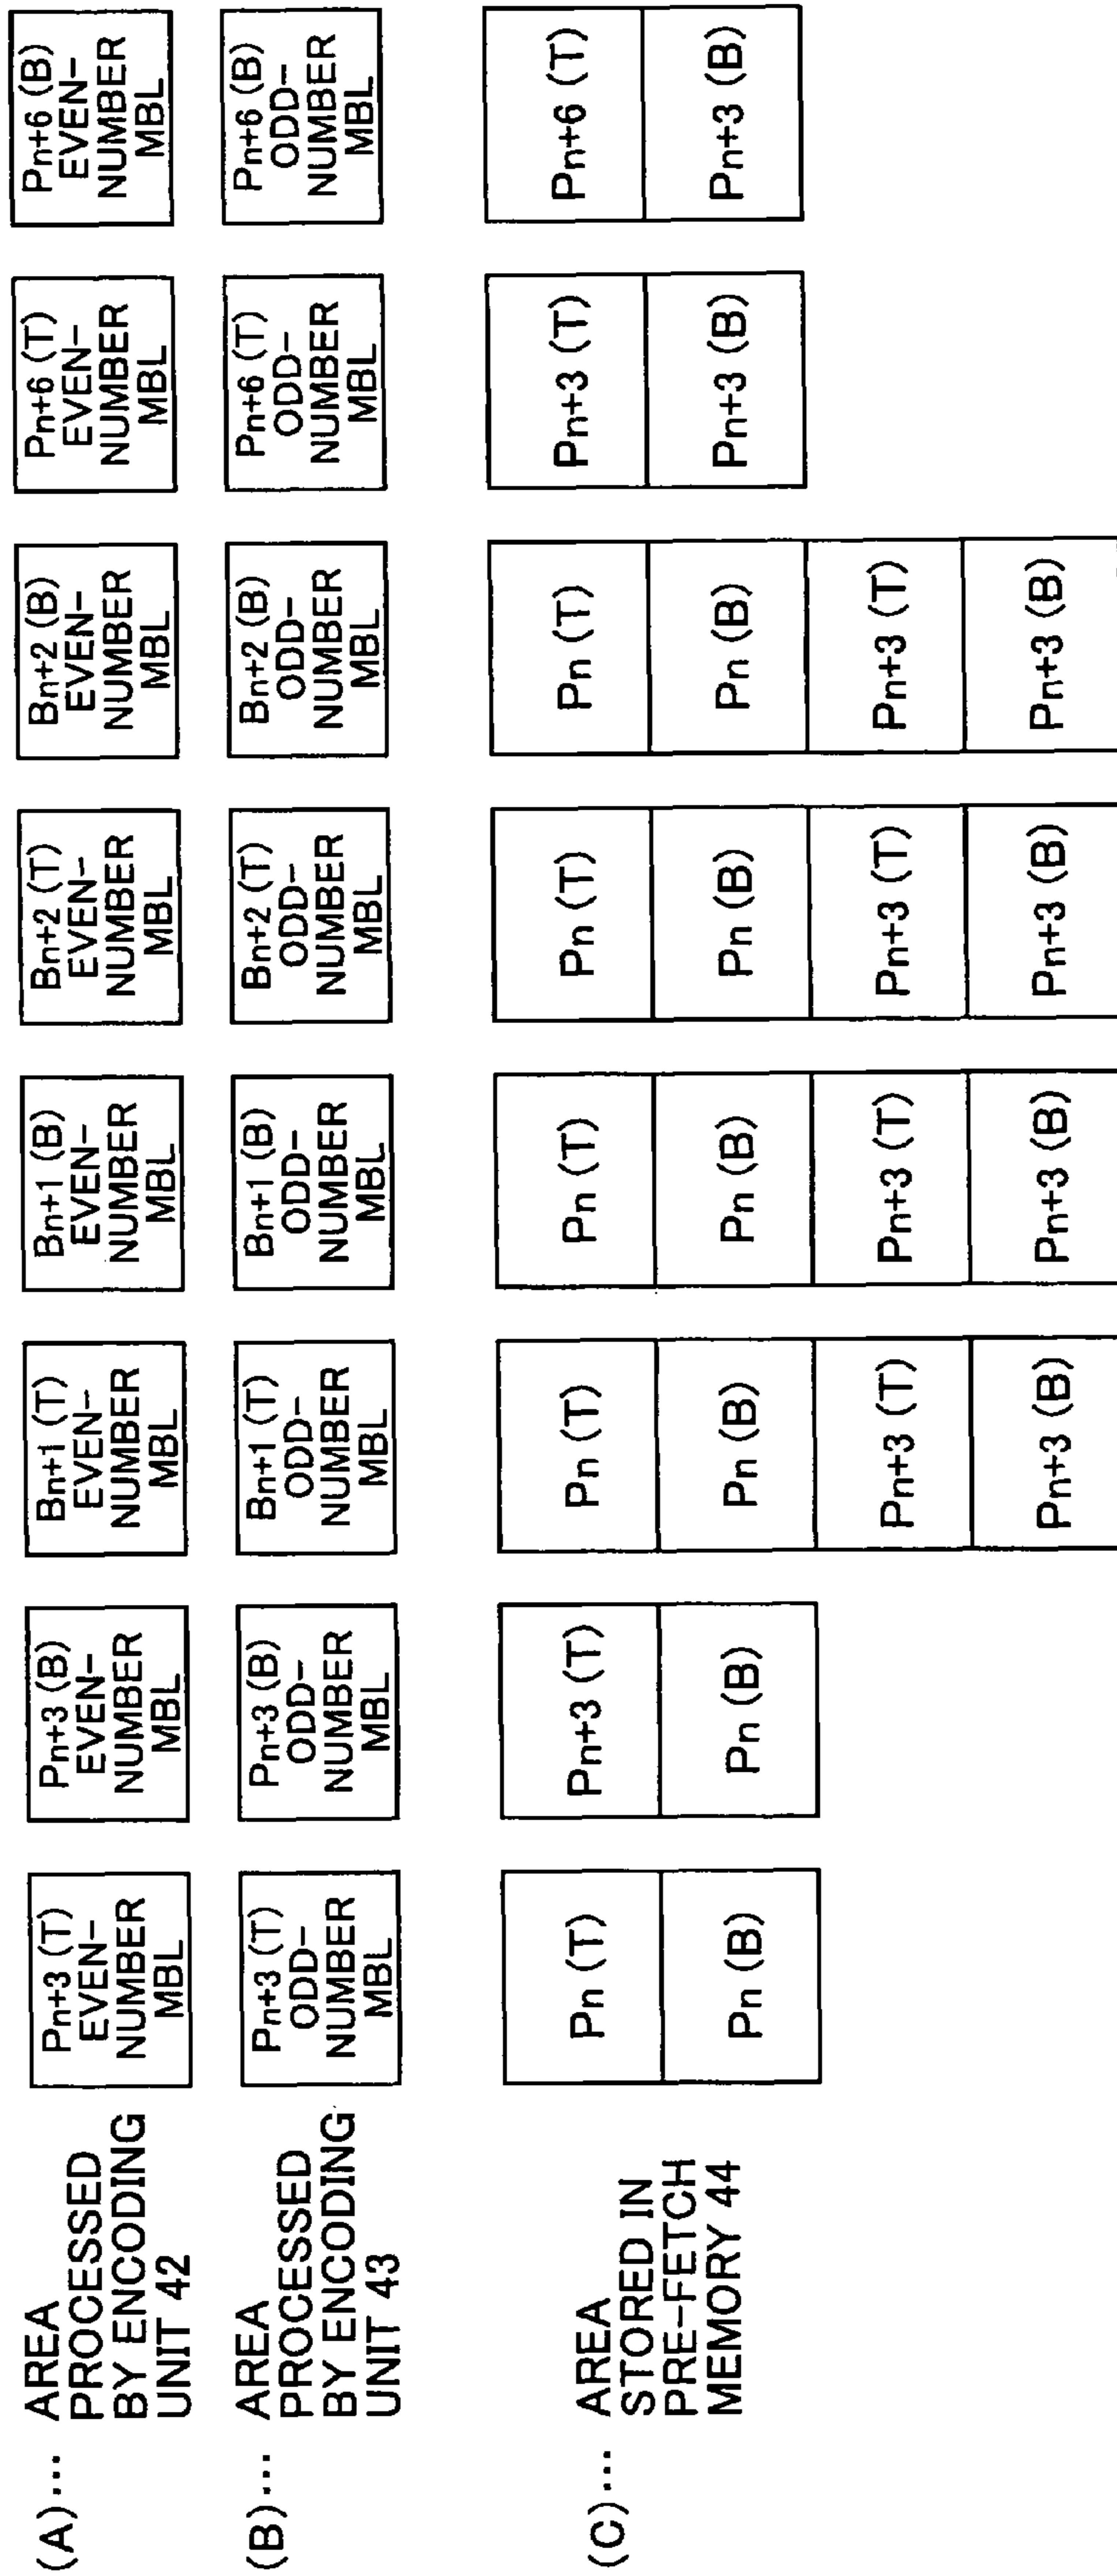 (A)... AREA
PROCESSED
BY ENCODING
UNIT 42
Pn+3 (T)
EVEN-
NUMBER
MBL
Pn+3 (B)
EVEN-
NUMBER
MBL
Bn+1 (T)
EVEN-
NUMBER
MBL
Bn+1 (B)
EVEN-
NUMBER
MBL
Bn+2 (T)
EVEN-
NUMBER
MBL
Bn+2 (B)
EVEN-
NUMBER
MBL
Pn+6 (T)
EVEN-
NUMBER
MBL
Pn+6 (B)
EVEN-
NUMBER
MBL
(B)... AREA
PROCESSED
BY ENCODING
UNIT 43
Pn+3 (T)
ODD-
NUMBER
MBL
Pn+3 (B)
ODD-
NUMBER
MBL
Bn+1 (T)
ODD-
NUMBER
MBL
Bn+1 (B)
ODD-
NUMBER
MBL
Bn+2 (T)
ODD-
NUMBER
MBL
Bn+2 (B)
ODD-
NUMBER
MBL
Pn+6 (T)
ODD-
NUMBER
MBL
Pn+6 (B)
ODD-
NUMBER
MBL
(C)... AREA
STORED IN
PRE-FETCH
MEMORY 44
Pn (T)
Pn (B)
Pn+3 (T)
Pn (B)
Pn (T)
Pn (B)
Pn+3 (T)
Pn+3 (B)
Pn (T)
Pn (B)
Pn+3 (T)
Pn+3 (B)
Pn (T)
Pn (B)
Pn+3 (T)
Pn+3 (B)
Pn (T)
Pn (B)
Pn+3 (T)
Pn+3 (B)
Pn+3 (T)
Pn+3 (B)
Pn+6 (T)
Pn+3 (B)